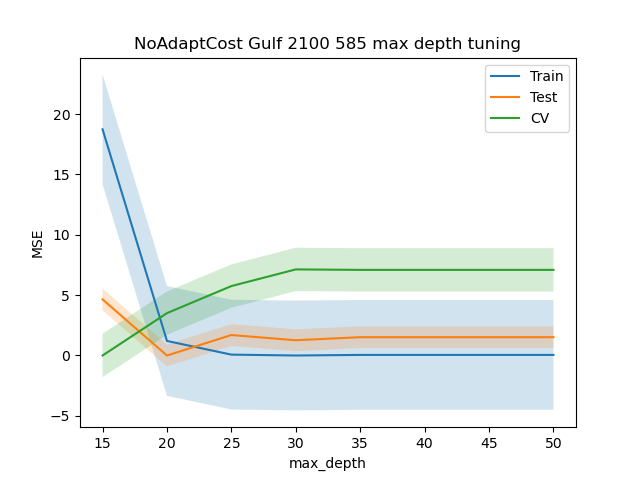 NoAdaptCost Gulf 2100 585 max depth tuning
Train
Test
CV
MSE
20
15
10
5
0
−5
15 20 25 30 35 40 45 50
max_depth